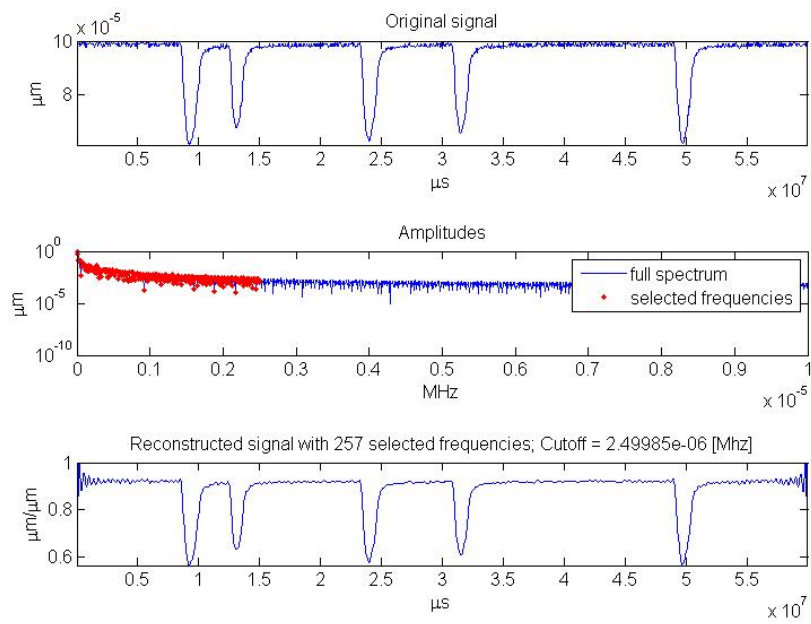 Original signal
x 10^-5
10
8
μm
0.5 1 1.5 2 2.5 3 3.5 4 4.5 5 5.5
μs
x 10^7
Amplitudes
10^0
10^-5
10^-10
μm
full spectrum
selected frequencies
0 0.1 0.2 0.3 0.4 0.5 0.6 0.7 0.8 0.9 1
MHz
x 10^-5
Reconstructed signal with 257 selected frequencies; Cutoff = 2.49985e-06 [Mhz]
1
0.8
0.6
μm/μm
0.5 1 1.5 2 2.5 3 3.5 4 4.5 5 5.5
μs
x 10^7